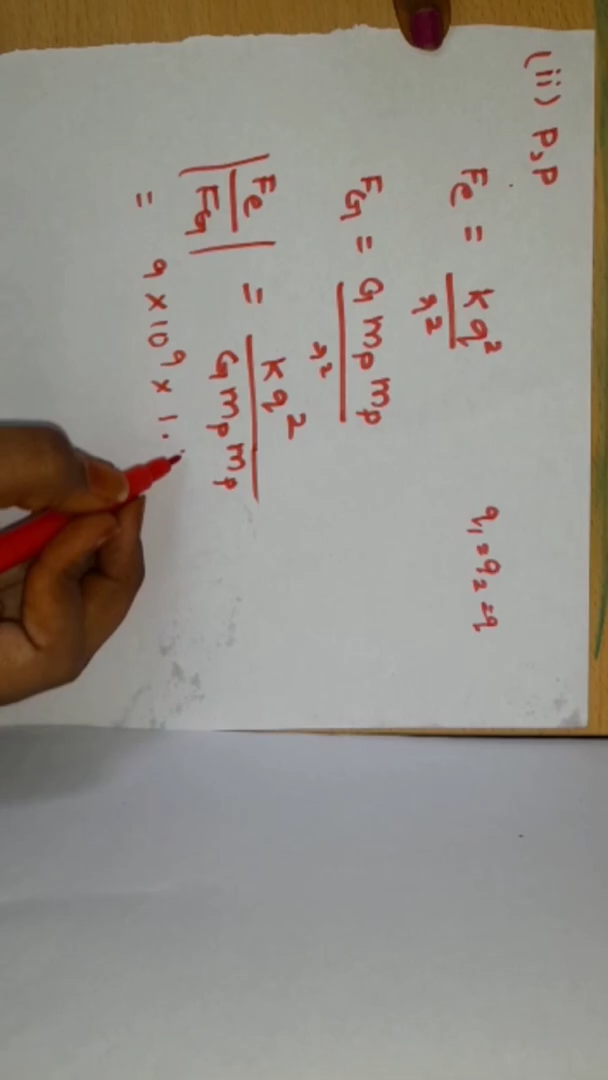 (ii) P,P
q₁ = q₂ = q
Fe = kq² / r²
FG = G mp mp / r²
|Fe / FG| = kq² / G mp mp
= 9 × 10⁹ × 1.